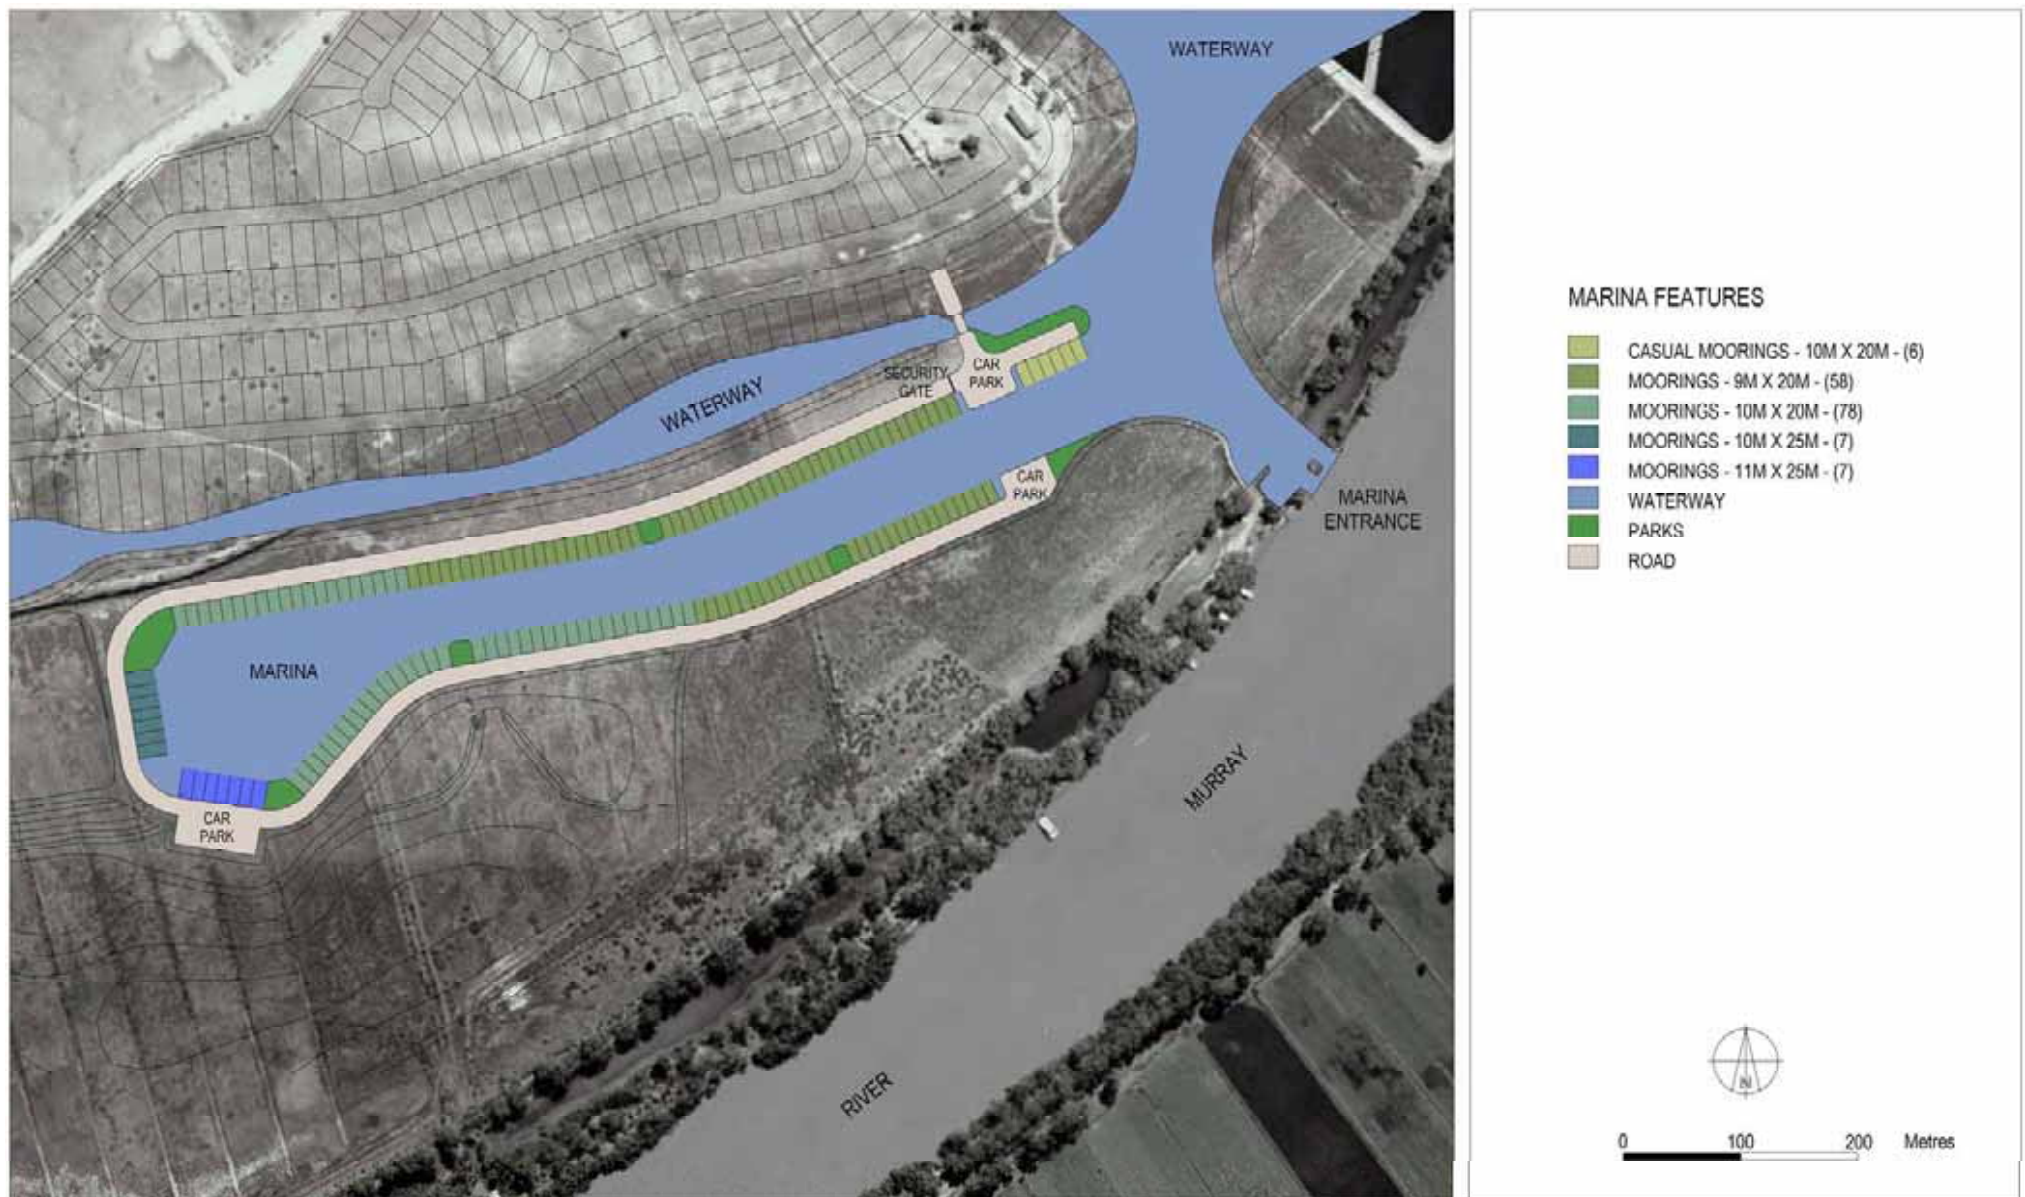 WATERWAY
WATERWAY
SECURITY
GATE
CAR
PARK
CAR
PARK
MARINA
ENTRANCE
MARINA
CAR
PARK
MURRAY
RIVER
MARINA FEATURES
CASUAL MOORINGS - 10M X 20M - (6)
MOORINGS - 9M X 20M - (58)
MOORINGS - 10M X 20M - (78)
MOORINGS - 10M X 25M - (7)
MOORINGS - 11M X 25M - (7)
WATERWAY
PARKS
ROAD
N
0 100 200 Metres